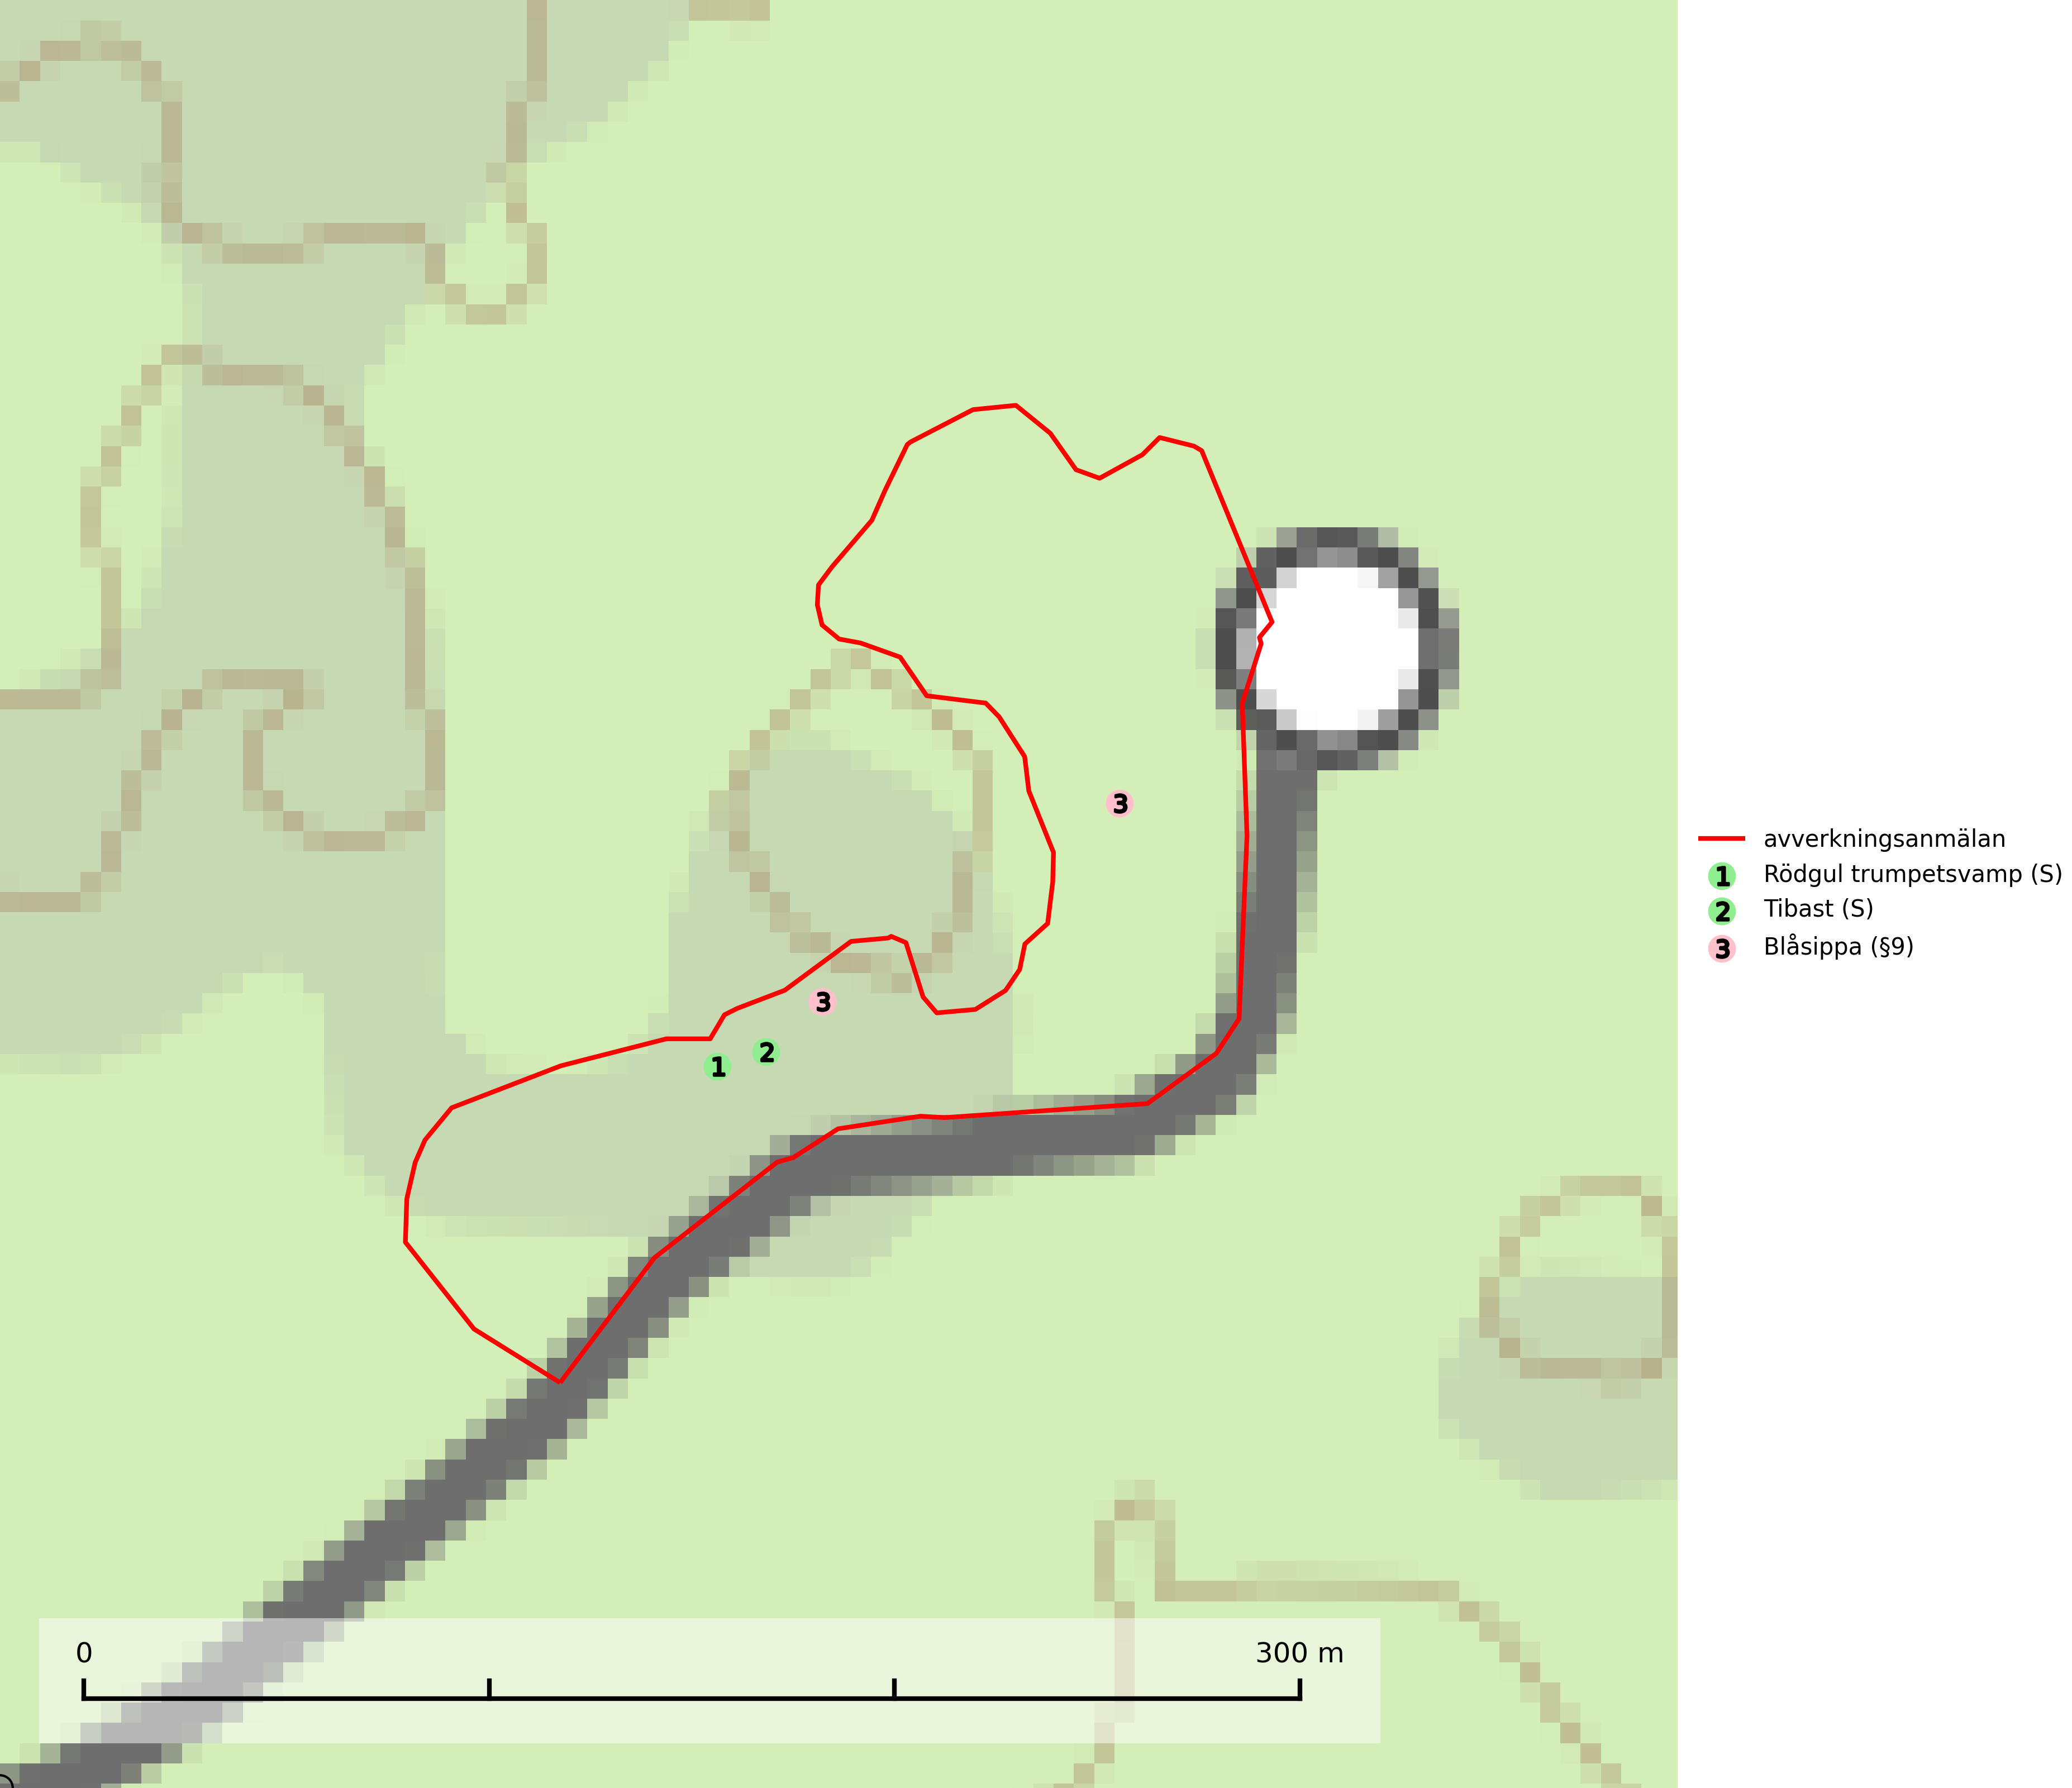 3
3
1
2
0 300 m
avverkningsanmälan
1 Rödgul trumpetsvamp (S)
2 Tibast (S)
3 Blåsippa (§9)